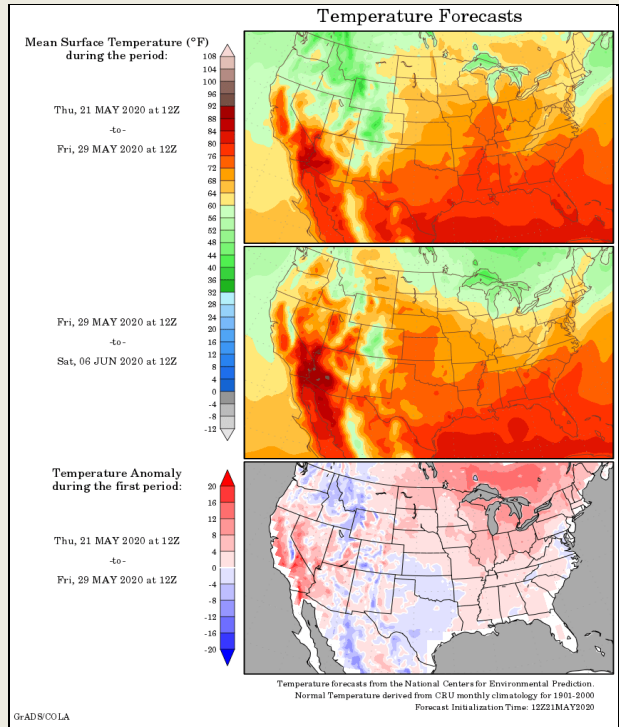 Temperature Forecasts
Mean Surface Temperature (°F)
during the period:
Thu, 21 MAY 2020 at 12Z
-to-
Fri, 29 MAY 2020 at 12Z
108
104
100
96
92
88
84
80
76
72
68
64
60
56
52
48
44
40
36
32
28
24
20
16
12
8
4
0
-4
-8
-12
Fri, 29 MAY 2020 at 12Z
-to-
Sat, 06 JUN 2020 at 12Z
Temperature Anomaly
during the first period:
Thu, 21 MAY 2020 at 12Z
-to-
Fri, 29 MAY 2020 at 12Z
20
16
12
8
4
0
-4
-8
-12
-16
-20
Temperature forecasts from the National Centers for Environmental Prediction.
Normal Temperature derived from CRU monthly climatology for 1901-2000
Forecast Initialization Time: 12Z21MAY2020
GrADS/COLA